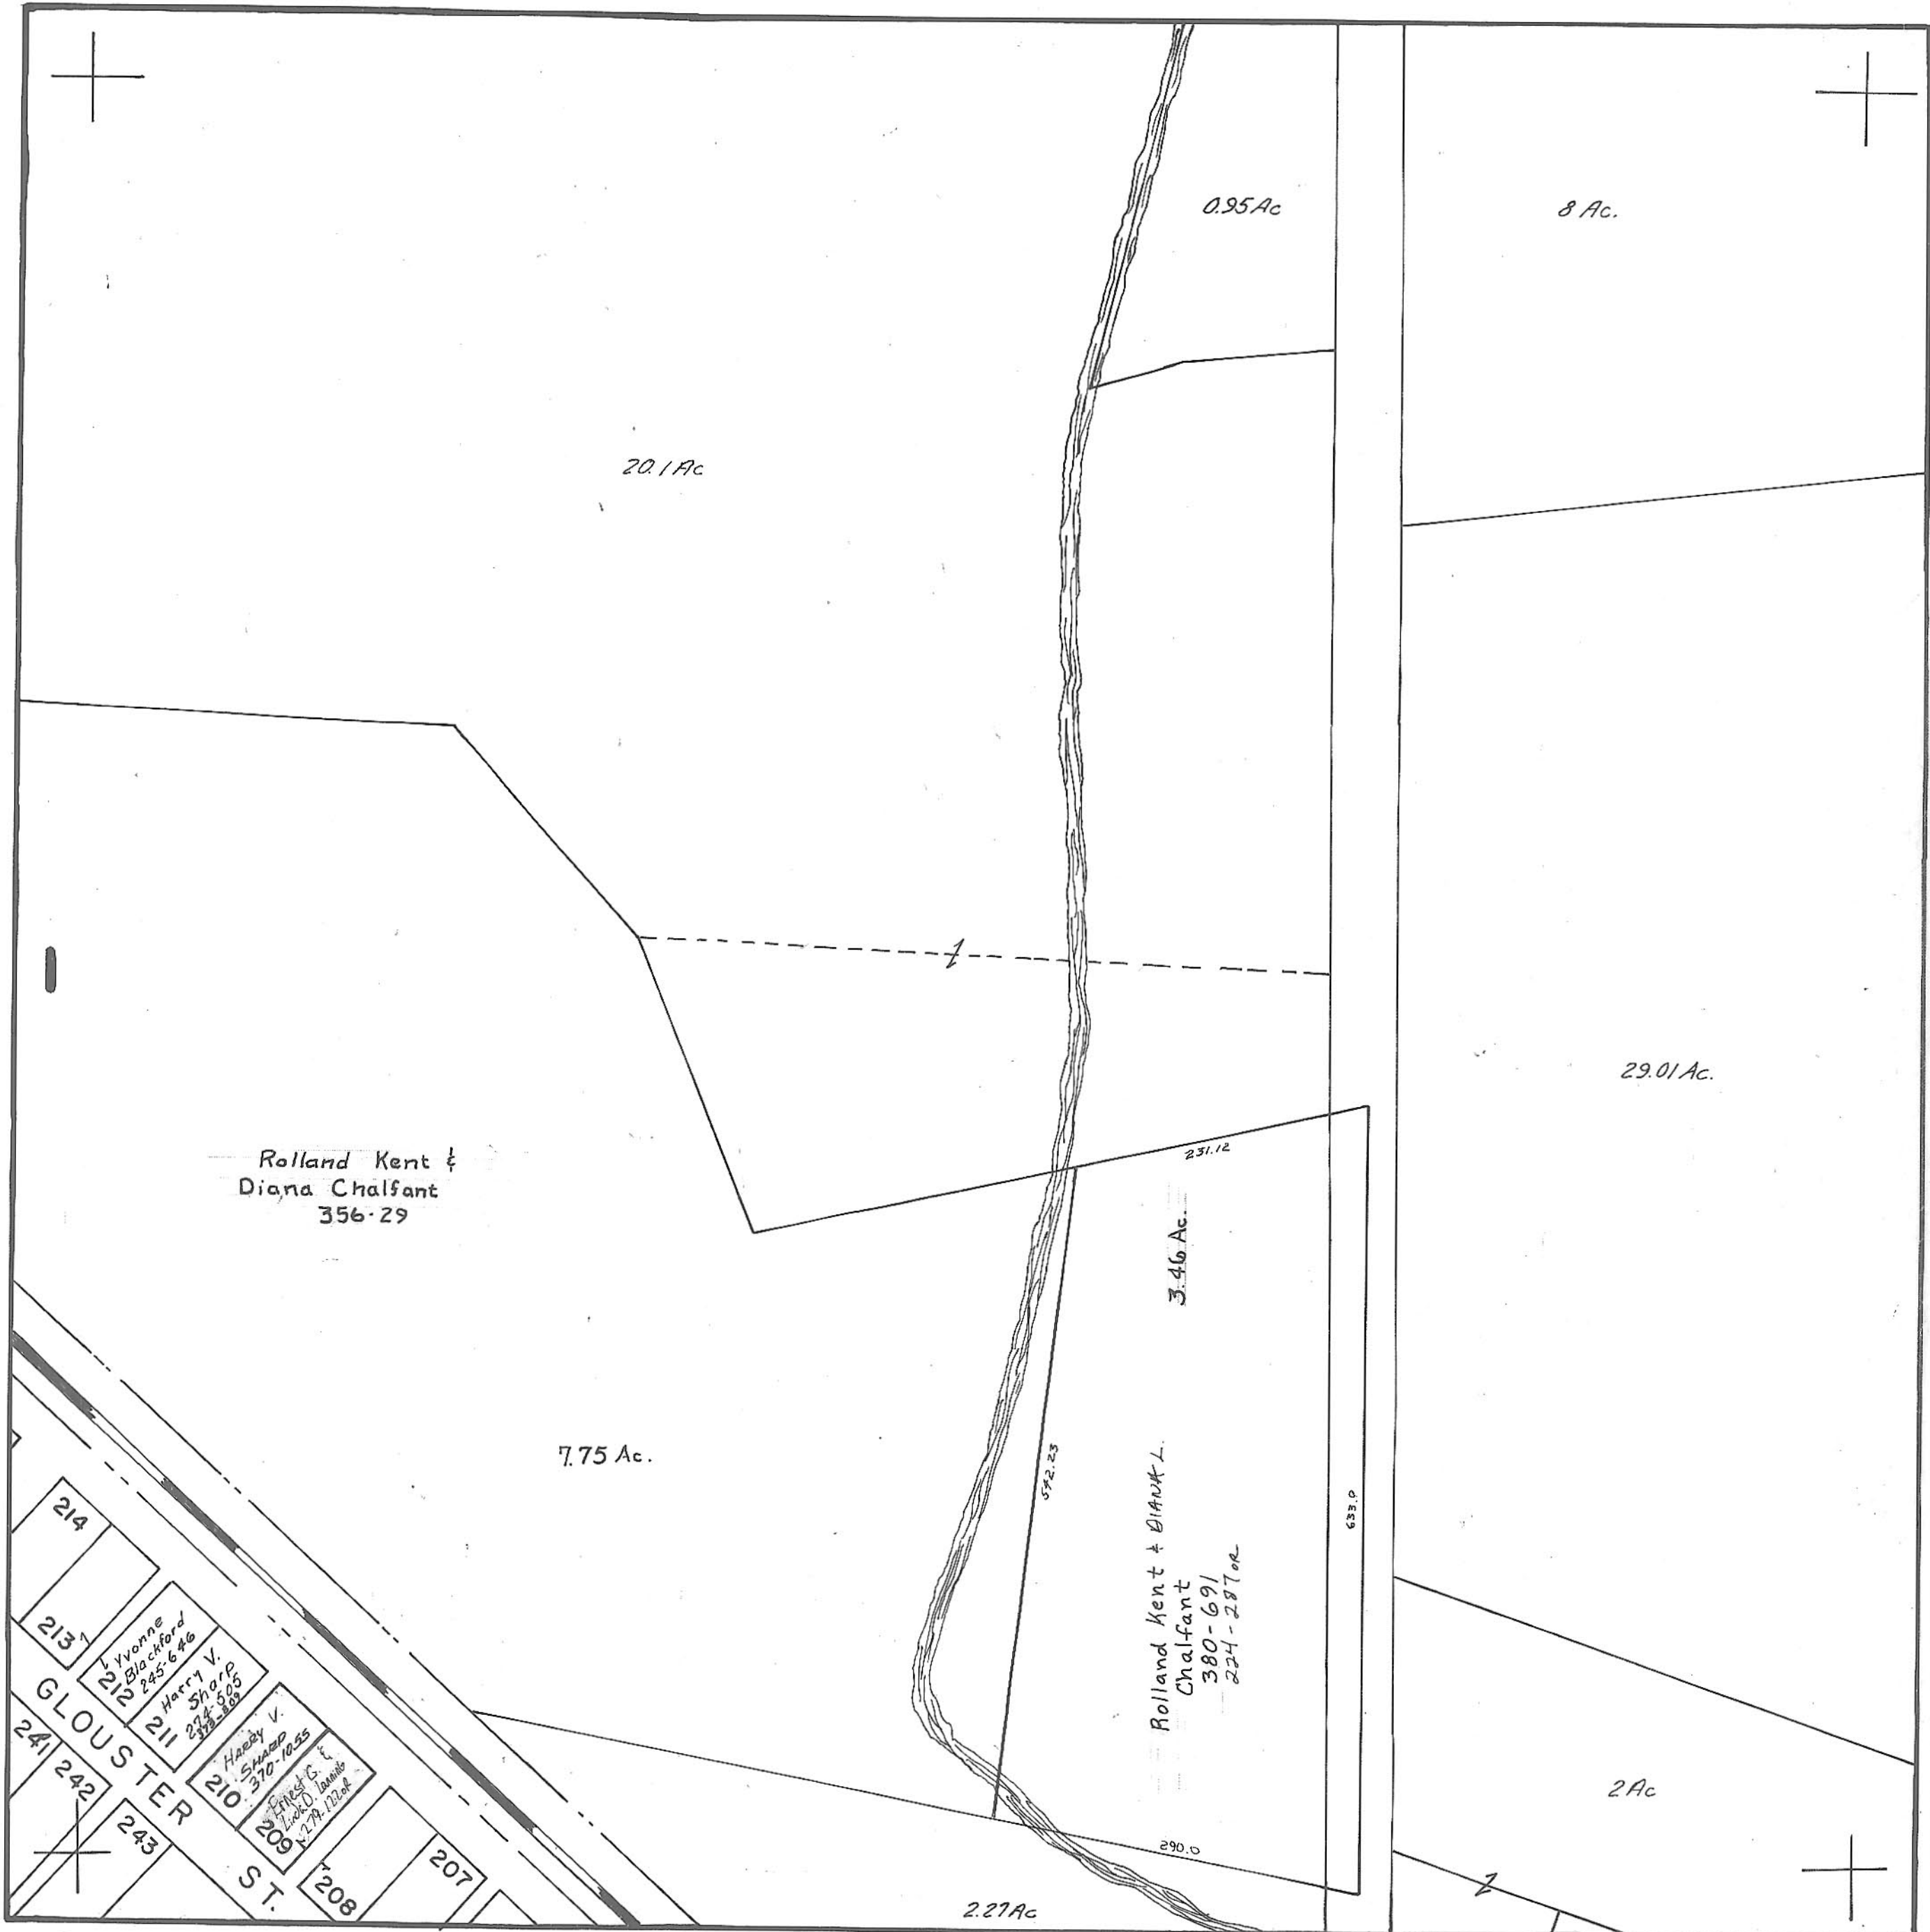 0.95 Ac
8 Ac.
20.1 Ac
29.01 Ac.
Rolland Kent &
Diana Chalfant
356-29
231.12
3.46 Ac.
7.75 Ac.
542.23
633.0
Rolland Kent & DIANA L.
Chalfant
380-691
224-287 OR
290.0
2 Ac
2.27 Ac
214
213
Yvonne
Blackford
245-646
212
Harry V.
Sharp
274-505
211
HARRY V.
SHARP
370-1055
210
Ernest G. &
209
208
207
GLOUSTER ST.
241
242
243